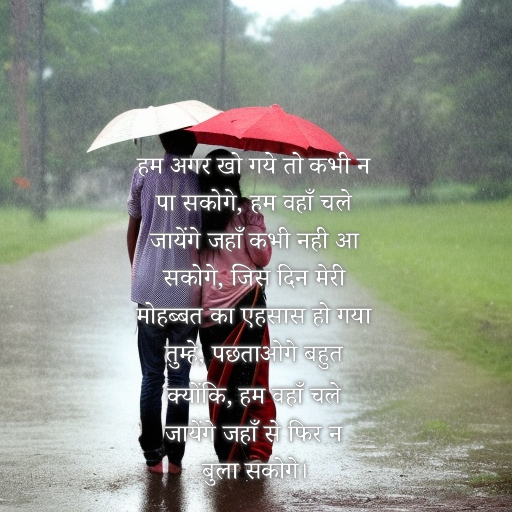 हम अगर खो गये तो कभी न
पा सकोगे, हम वहाँ चले
जायेंगे जहाँ कभी नही आ
सकोगे, जिस दिन मेरी
मोहब्बत का एहसास हो गया
तुम्हे, पछताओगे बहुत
क्योंकि, हम वहाँ चले
जायेंगे जहाँ से फिर न
बुला सकोगे।